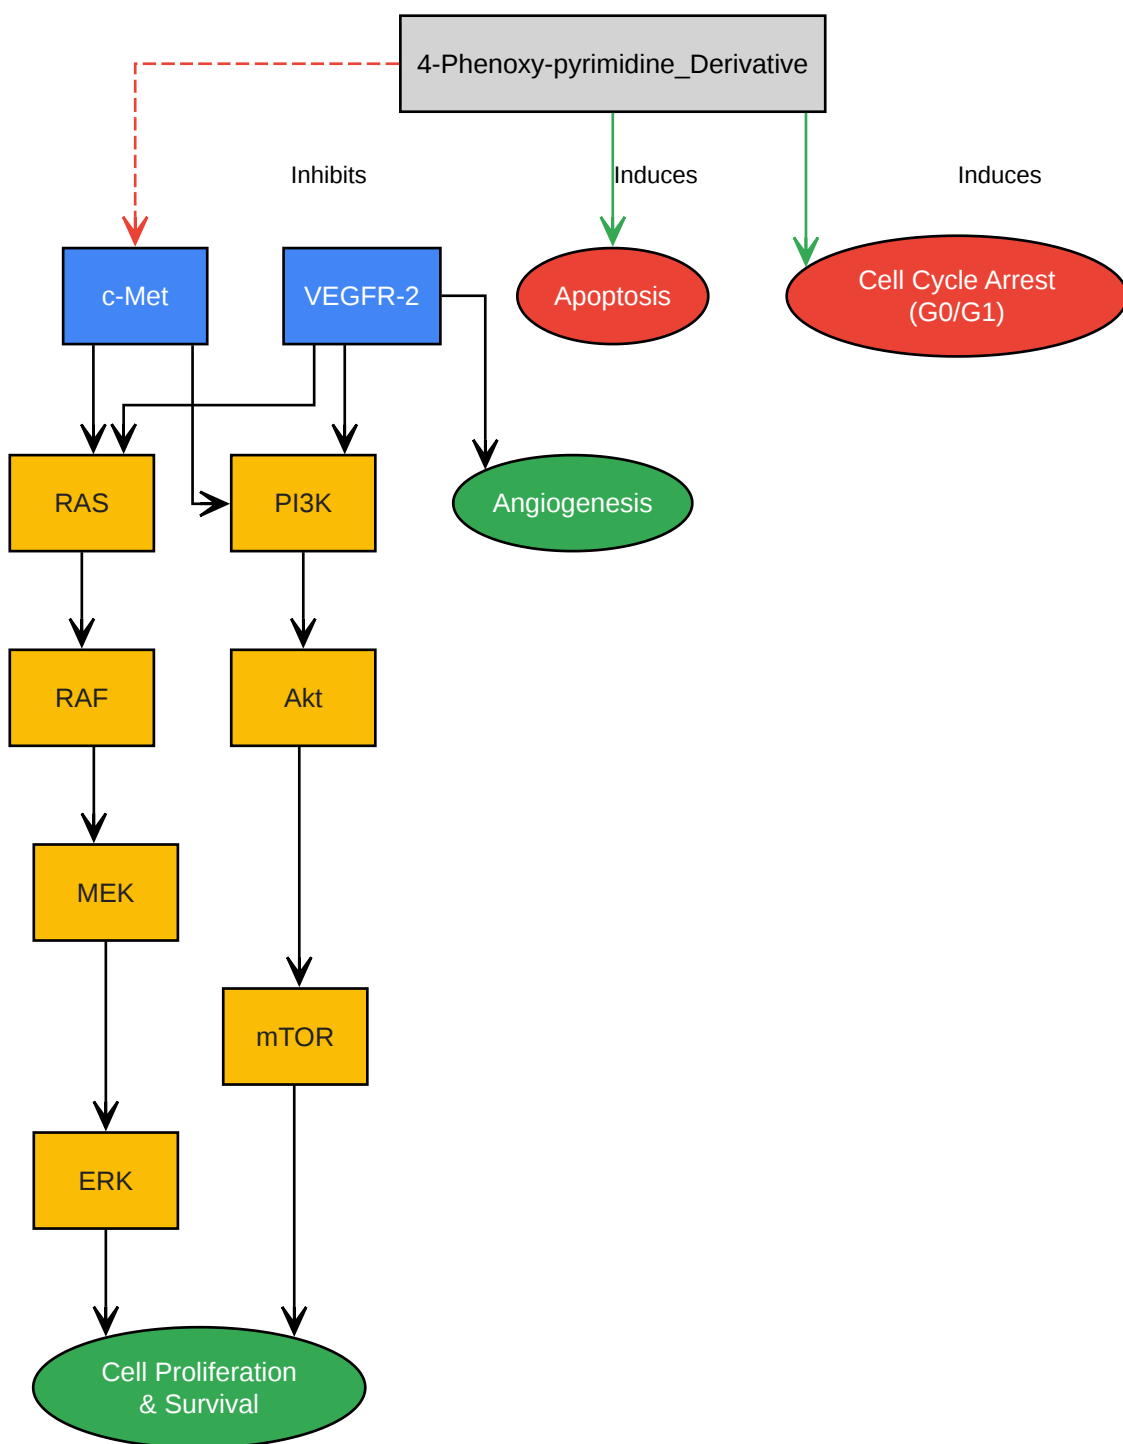 4-Phenoxy-pyrimidine_Derivative
Inhibits
Induces
Induces
c-Met
VEGFR-2
Apoptosis
Cell Cycle Arrest
(G0/G1)
RAS
PI3K
Angiogenesis
RAF
Akt
MEK
mTOR
ERK
Cell Proliferation
& Survival